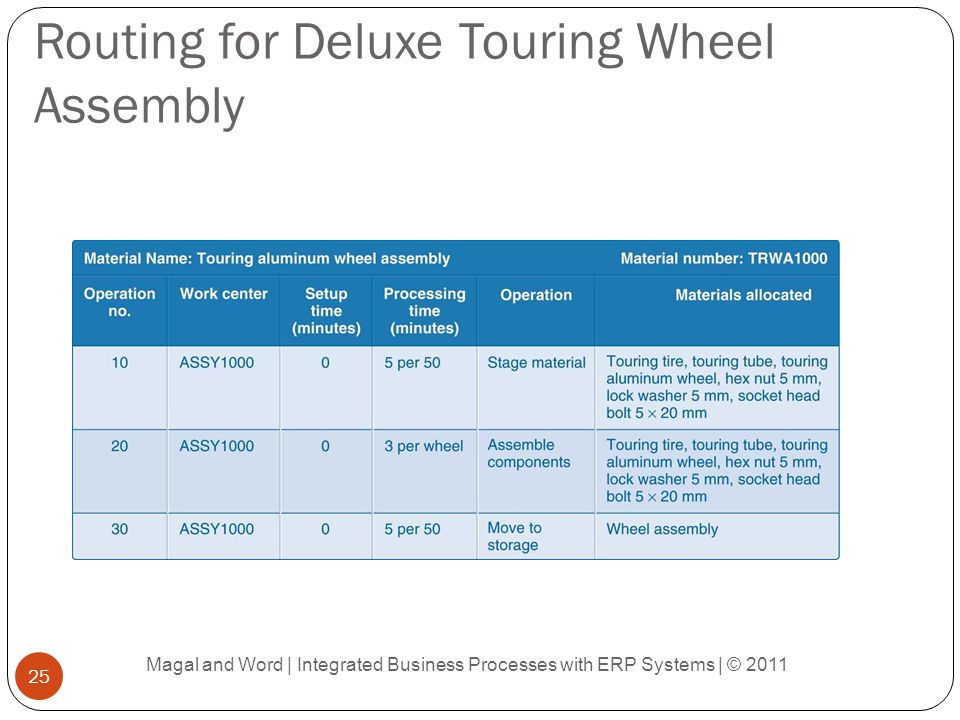 Routing for Deluxe Touring Wheel
Assembly
Material Name: Touring aluminum wheel assembly Material number: TRWA1000
Operation no. Work center Setup time (minutes) Processing time (minutes) Operation Materials allocated
10 ASSY1000 0 5 per 50 Stage material Touring tire, touring tube, touring
aluminum wheel, hex nut 5 mm,
lock washer 5 mm, socket head
bolt 5 × 20 mm
20 ASSY1000 0 3 per wheel Assemble components Touring tire, touring tube, touring
aluminum wheel, hex nut 5 mm,
lock washer 5 mm, socket head
bolt 5 × 20 mm
30 ASSY1000 0 5 per 50 Move to storage Wheel assembly
25
Magal and Word | Integrated Business Processes with ERP Systems | © 2011